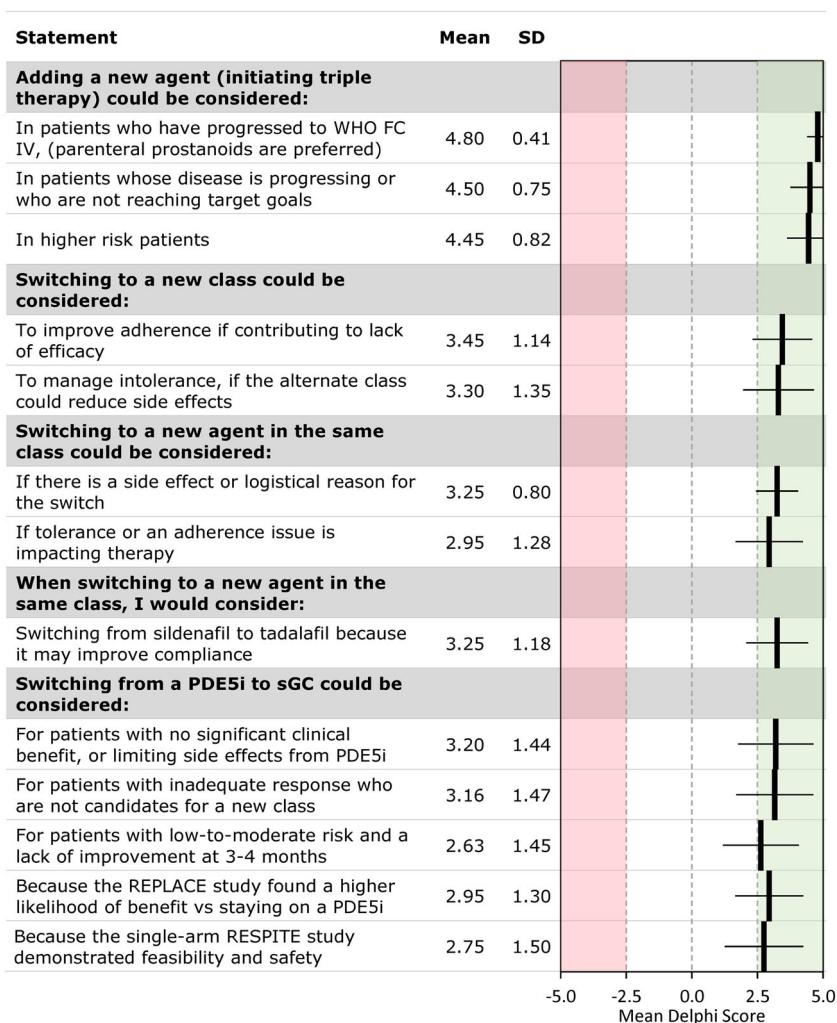 Statement Mean SD
Adding a new agent (initiating triple
therapy) could be considered:
In patients who have progressed to WHO FC
IV, (parenteral prostanoids are preferred) 4.80 0.41
In patients whose disease is progressing or
who are not reaching target goals 4.50 0.75
In higher risk patients 4.45 0.82
Switching to a new class could be
considered:
To improve adherence if contributing to lack
of efficacy 3.45 1.14
To manage intolerance, if the alternate class
could reduce side effects 3.30 1.35
Switching to a new agent in the same
class could be considered:
If there is a side effect or logistical reason for
the switch 3.25 0.80
If tolerance or an adherence issue is
impacting therapy 2.95 1.28
When switching to a new agent in the
same class, I would consider:
Switching from sildenafil to tadalafil because
it may improve compliance 3.25 1.18
Switching from a PDE5i to sGC could be
considered:
For patients with no significant clinical
benefit, or limiting side effects from PDE5i 3.20 1.44
For patients with inadequate response who
are not candidates for a new class 3.16 1.47
For patients with low-to-moderate risk and a
lack of improvement at 3-4 months 2.63 1.45
Because the REPLACE study found a higher
likelihood of benefit vs staying on a PDE5i 2.95 1.30
Because the single-arm RESPITE study
demonstrated feasibility and safety 2.75 1.50
-5.0 -2.5 0.0 2.5 5.0
Mean Delphi Score